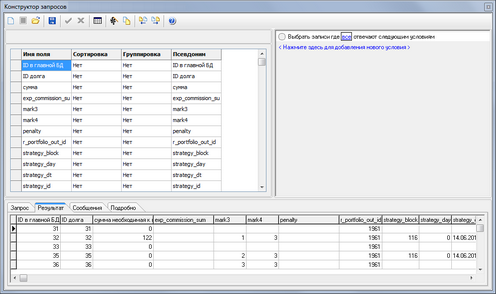 Конструктор запросов
Имя поля Сортировка Группировка Псевдоним
ID в главной БД Нет Нет ID в главной БД
ID долга Нет Нет ID долга
сумма Нет Нет сумма
exp_commission_su Нет Нет exp_commission_su
mark3 Нет Нет mark3
mark4 Нет Нет mark4
penalty Нет Нет penalty
r_portfolio_out_id Нет Нет r_portfolio_out_id
strategy_block Нет Нет strategy_block
strategy_day Нет Нет strategy_day
strategy_dt Нет Нет strategy_dt
strategy_id Нет Нет strategy_id
Выбрать записи где все отвечают следующим условиям
< Нажмите здесь для добавления нового условия >
Запрос Результат Сообщения Подробно
ID в главной БД ID долга сумма необходимая к exp_commission_sum mark3 mark4 penalty r_portfolio_out_id strategy_block strategy_day strategy_
31 31 0 1961
32 32 122 1 3 1961 116 0 14.06.201
33 33 0 1961
35 35 0 2 3 1961 116 0 14.06.201
36 36 0 3 3 1961